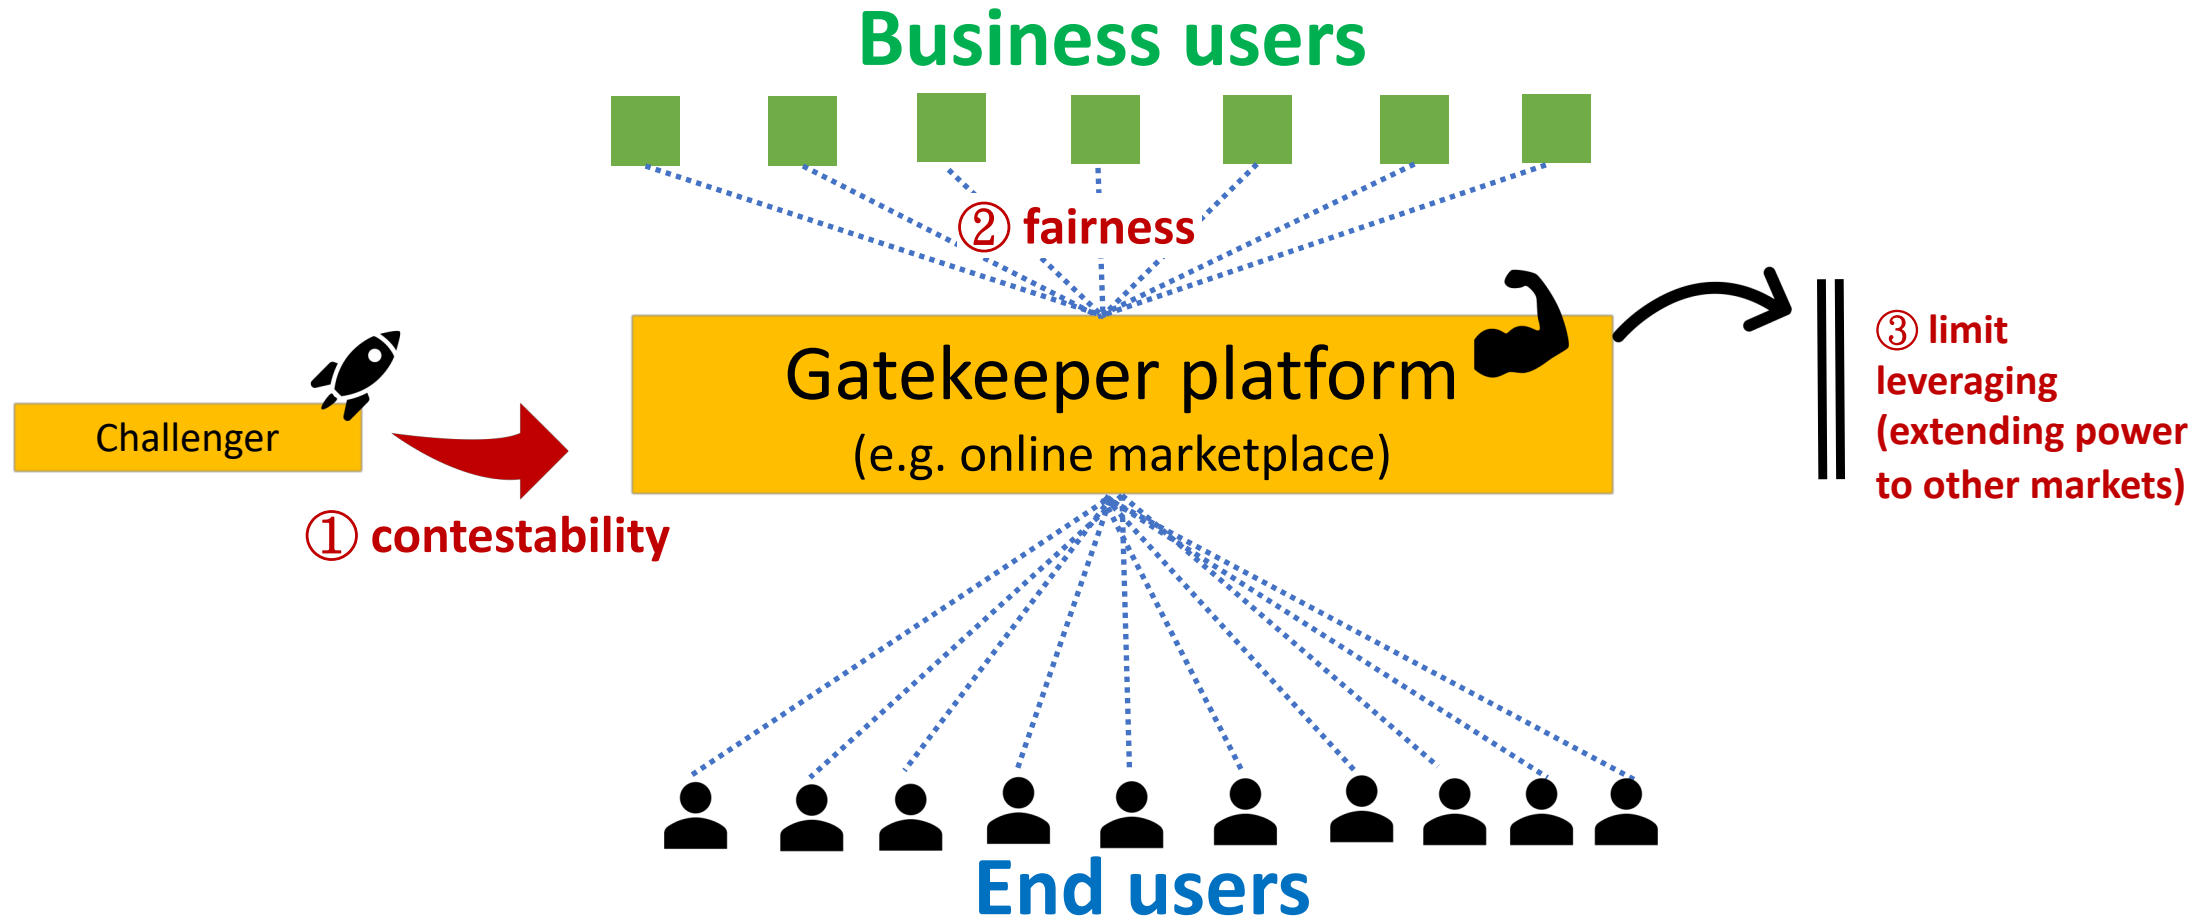 Business users
② fairness
Gatekeeper platform
(e.g. online marketplace)
Challenger
① contestability
③ limit
leveraging
(extending power
to other markets)
End users